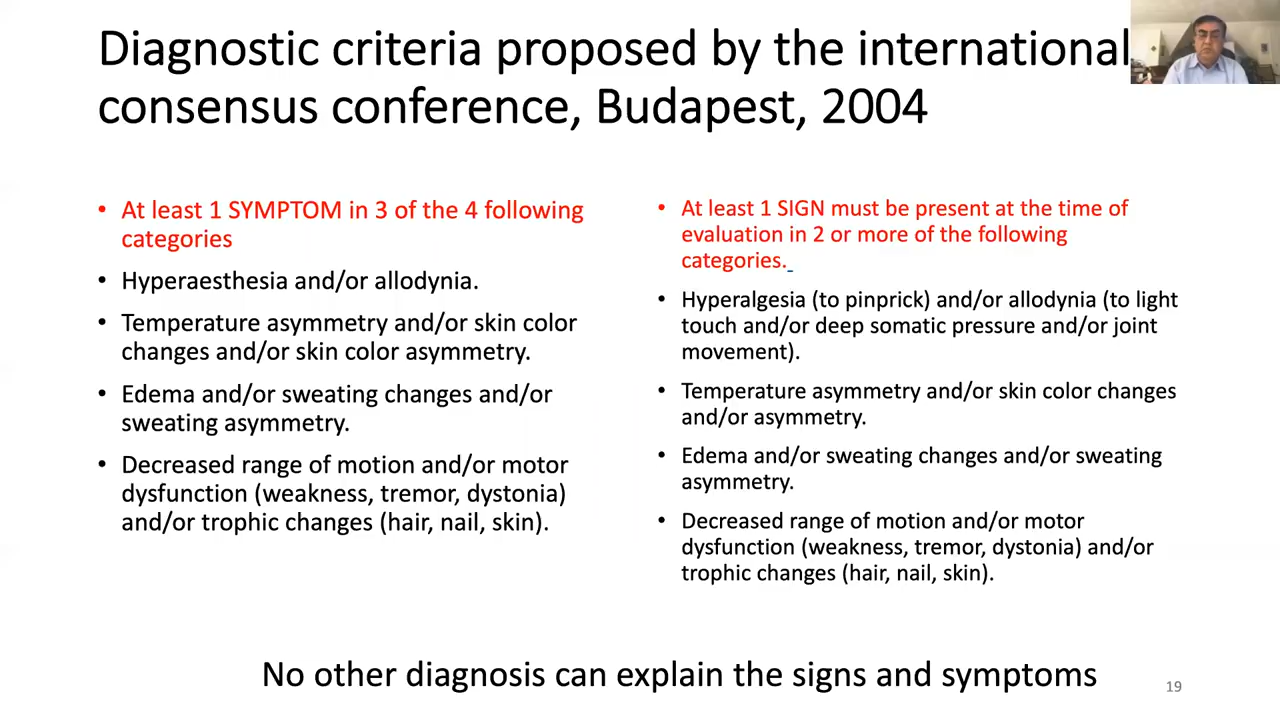 Diagnostic criteria proposed by the international
consensus conference, Budapest, 2004
• At least 1 SYMPTOM in 3 of the 4 following
categories
• Hyperaesthesia and/or allodynia.
• Temperature asymmetry and/or skin color
changes and/or skin color asymmetry.
• Edema and/or sweating changes and/or
sweating asymmetry.
• Decreased range of motion and/or motor
dysfunction (weakness, tremor, dystonia)
and/or trophic changes (hair, nail, skin).
• At least 1 SIGN must be present at the time of
evaluation in 2 or more of the following
categories.
• Hyperalgesia (to pinprick) and/or allodynia (to light
touch and/or deep somatic pressure and/or joint
movement).
• Temperature asymmetry and/or skin color changes
and/or asymmetry.
• Edema and/or sweating changes and/or sweating
asymmetry.
• Decreased range of motion and/or motor
dysfunction (weakness, tremor, dystonia) and/or
trophic changes (hair, nail, skin).
No other diagnosis can explain the signs and symptoms
19